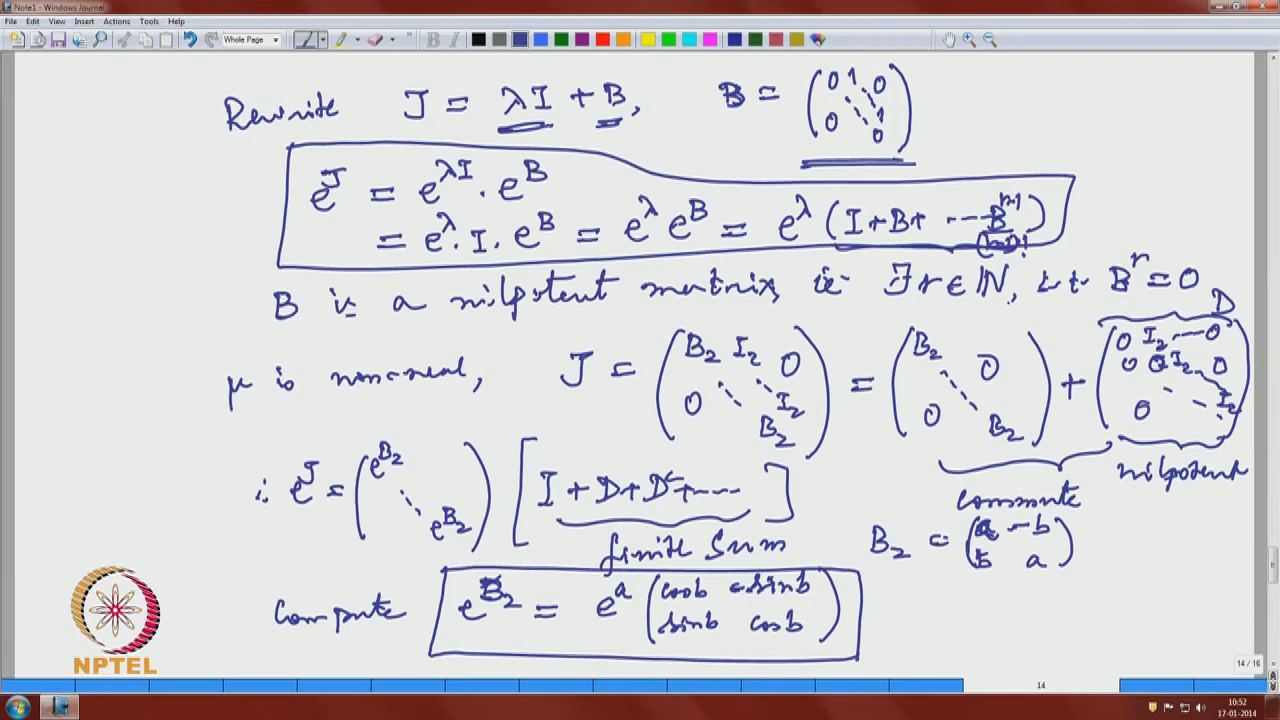 Note1 - Windows Journal
File Edit View Insert Actions Tools Help
Whole Page
Rewrite J = λI + B, B = (0 1 0 0 1 0)
e^J = e^{λI} · e^B
= e^λ · I · e^B = e^λ e^B = e^λ (I + B + --- B^{r-1}/(r-1)!)
B is a nilpotent matrix, ie· ∃ r ∈ ℕ, s.t. B^r = 0
D
μ is non-real, J = (B₂ I₂ 0 0 I₂ B₂) = (B₂ 0 0 B₂) + (0 I₂ --- 0 0 0 I₂ 0 0 I₂)
nilpotent
commute
∴ e^J = (e^{B₂} e^{B₂}) [I + D + D² + ----]
finite Sum
B₂ = (a -b b a)
Compute e^{B₂} = e^a (cos b -sin b sin b cos b)
NPTEL
14 / 16
14
10:52
17-01-2014